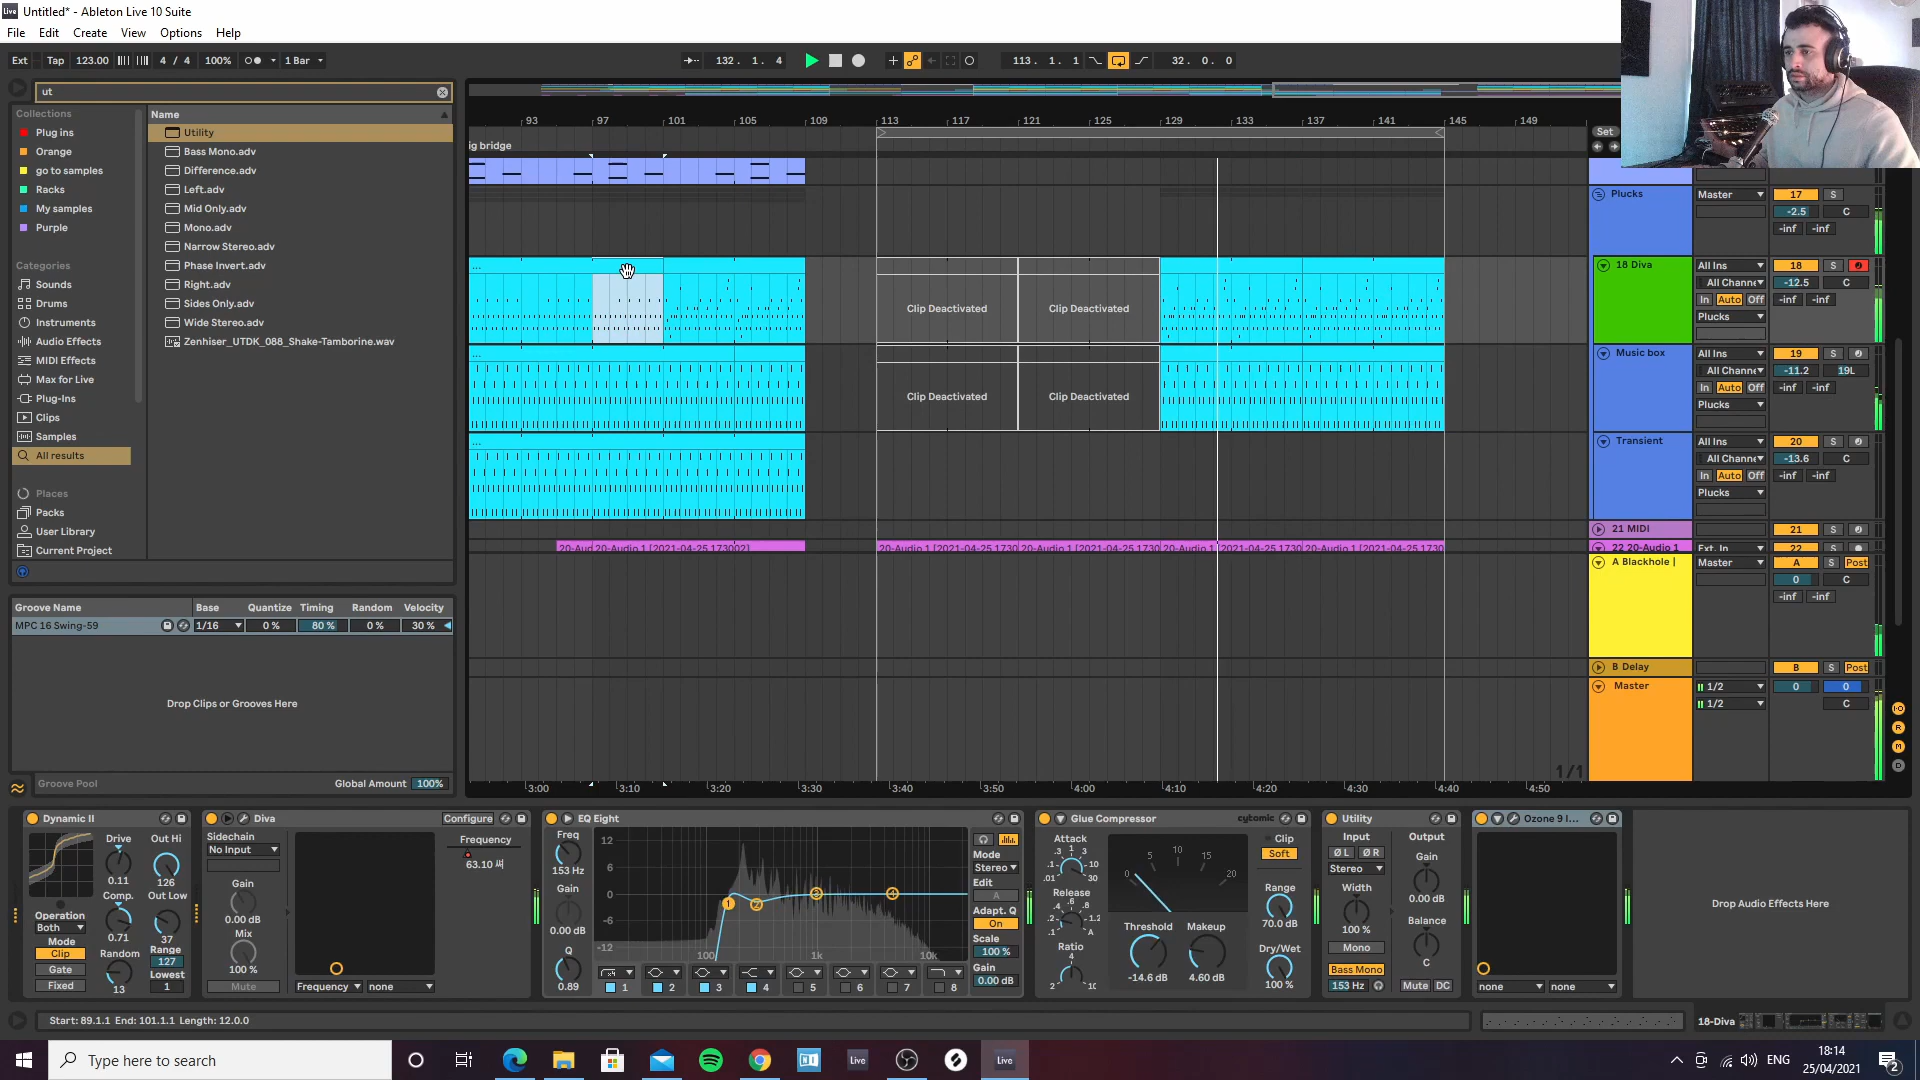 Untitled* - Ableton Live 10 Suite
File Edit Create View Options Help
Ext Tap 123.00 4 / 4 100% 1 Bar 132. 1. 4 113. 1. 1 32. 0. 0
ut
Collections
Plug ins
Orange
go to samples
Racks
My samples
Purple
Categories
Sounds
Drums
Instruments
Audio Effects
MIDI Effects
Max for Live
Plug-Ins
Clips
Samples
All results
Places
Packs
User Library
Current Project
Name
Utility
Bass Mono.adv
Difference.adv
Left.adv
Mid Only.adv
Mono.adv
Narrow Stereo.adv
Phase Invert.adv
Right.adv
Sides Only.adv
Wide Stereo.adv
Zenhiser_UTDK_088_Shake-Tamborine.wav
93 97 101 105 109 113 117 121 125 129 133 137 141 145 149
ig bridge
Set
Clip Deactivated Clip Deactivated
Clip Deactivated Clip Deactivated
20-Aud 20-Audio 1 [2021-04-25 173002]
20-Audio 1 [2021-04-25 1730 20-Audio 1 [2021-04-25 1730 20-Audio 1 [2021-04-25 1730 20-Audio 1 [2021-04-25 1730
Plucks Master 17 S
-2.5 C
-inf -inf
18 Diva All Ins 18 S
All Channe -12.5 C
In Auto Off -inf -inf
Plucks
Music box All Ins 19 S
All Channe -11.2 19L
In Auto Off -inf -inf
Plucks
Transient All Ins 20 S
All Channe -13.6 C
In Auto Off -inf -inf
Plucks
21 MIDI 21 S
22 20-Audio 1 Ext. In 22 S
A Blackhole | Master A S Post
0 C
-inf -inf
B Delay B S Post
Master 1/2 0 0
1/2 C
1/1
3:00 3:10 3:20 3:40 3:50 4:00 4:10 4:20 4:30 4:40 4:50
Groove Name Base Quantize Timing Random Velocity
MPC 16 Swing-59 1/16 0 % 80 % 0 % 30 %
Drop Clips or Grooves Here
Groove Pool Global Amount 100%
Dynamic II
Drive Out Hi
0.11 126
Comp. Out Low
0.71 37
Operation
Both
Mode
Clip
Gate
Fixed
Random
13
Range
127
Lowest
1
Diva Configure
Sidechain
No Input
Gain
0.00 dB
Mix
100 %
Mute
Frequency none
Frequency
63.10
EQ Eight
Freq
153 Hz
Gain
0.00 dB
Q
0.89
12
6
0
-6
-12
100 1k 10k
1 2 3 4 5 6 7 8
Mode
Stereo
Edit
A
Adapt. Q
On
Scale
100 %
Gain
0.00 dB
Glue Compressor cytomic
Attack
.01 .1 .3 1 3 10 30
Release
.1 .2 .4 .6 .8 1.2 A
Ratio
2 4 10
0 5 10 15 20
Threshold Makeup
-14.6 dB 4.60 dB
Clip
Soft
Range
70.0 dB
Dry/Wet
100 %
Utility
Input Output
Ø L Ø R Gain
Stereo
Width 0.00 dB
100 % Balance
Mono C
Bass Mono
153 Hz Mute DC
Ozone 9 I...
none none
Drop Audio Effects Here
Start: 89.1.1 End: 101.1.1 Length: 12.0.0
18-Diva
Type here to search
Live Live
ENG
18:14
25/04/2021
2